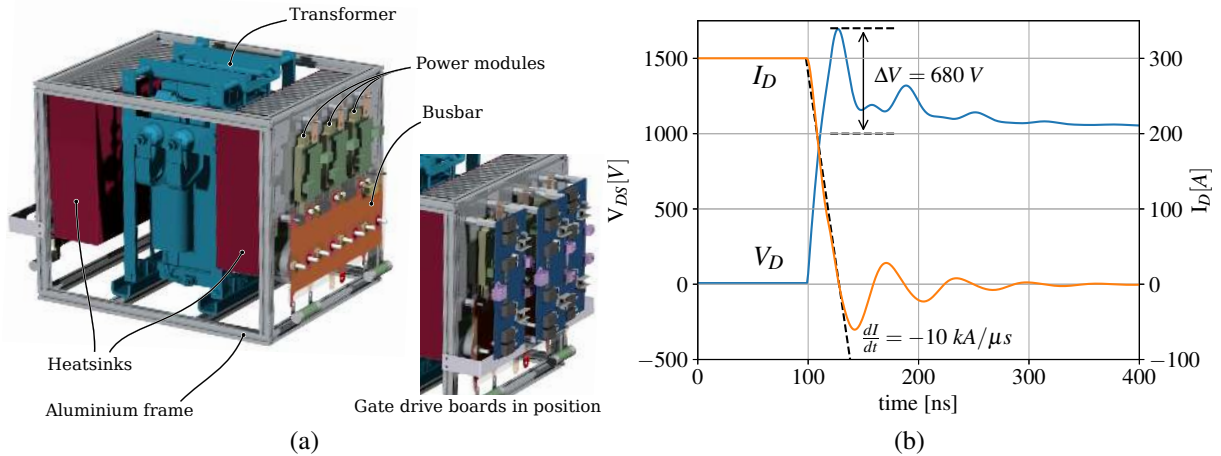 Transformer
Power modules
Busbar
Heatsinks
Aluminium frame
Gate drive boards in position
(a)
1500
1000
500
0
−500
V_DS[V]
300
200
100
0
−100
I_D[A]
I_D
V_D
ΔV = 680 V
dI/dt = −10 kA/μs
0 100 200 300 400
time [ns]
(b)